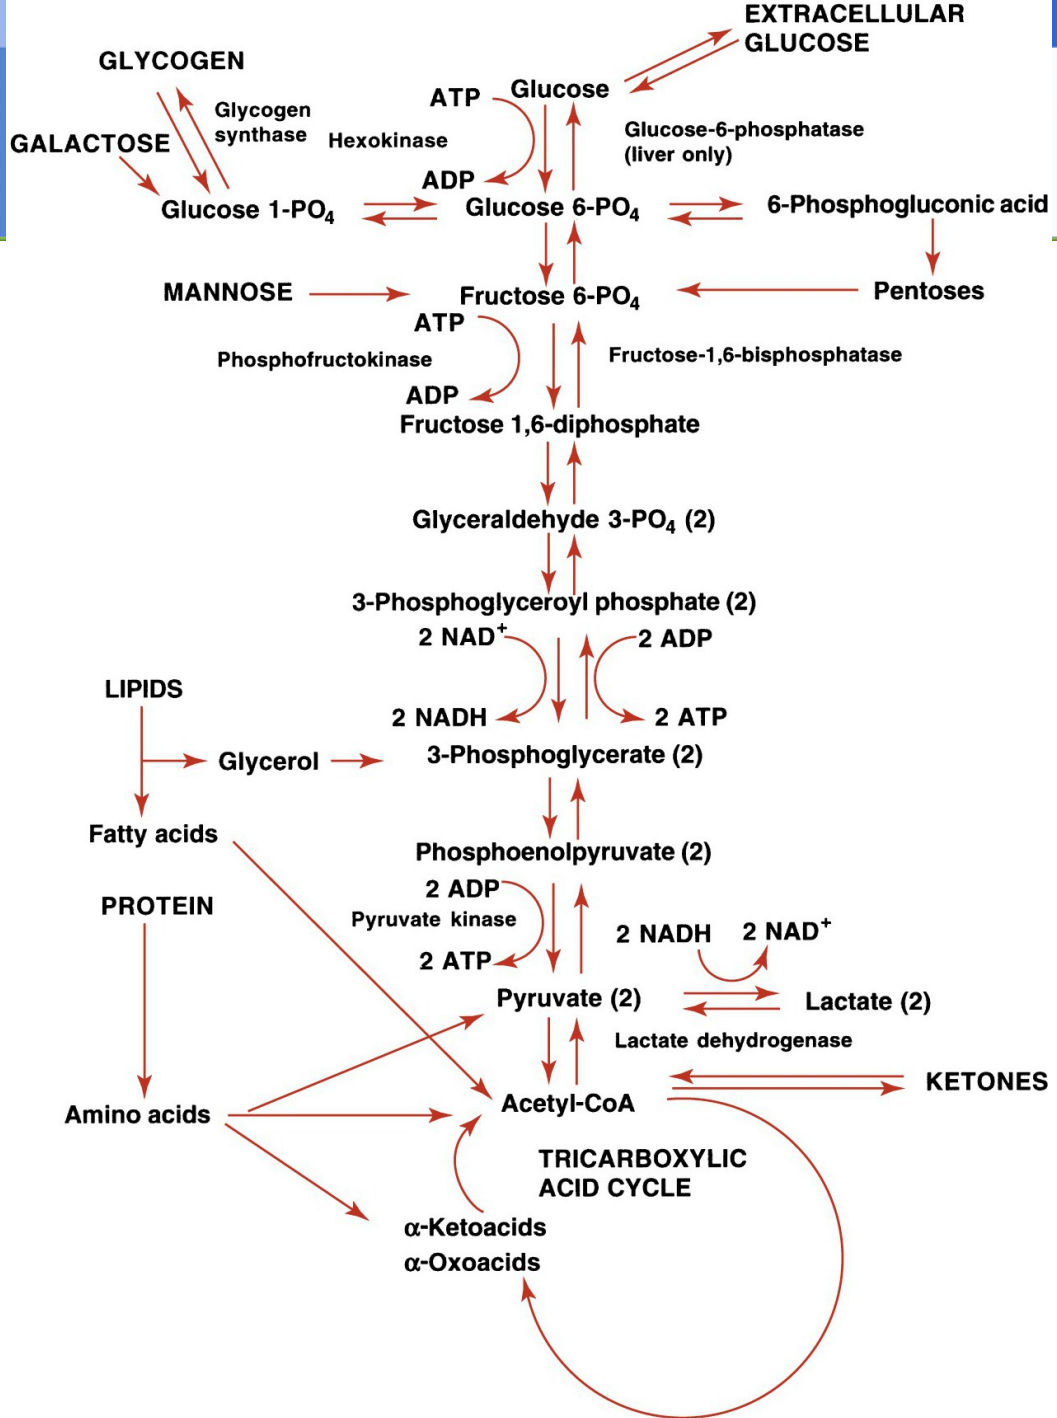 EXTRACELLULAR
GLUCOSE
GLYCOGEN
Glucose
ATP
Glycogen
synthase
Hexokinase
Glucose-6-phosphatase
(liver only)
GALACTOSE
ADP
Glucose 1-PO₄
Glucose 6-PO₄
6-Phosphogluconic acid
MANNOSE
Fructose 6-PO₄
Pentoses
ATP
Phosphofructokinase
Fructose-1,6-bisphosphatase
ADP
Fructose 1,6-diphosphate
Glyceraldehyde 3-PO₄ (2)
3-Phosphoglyceroyl phosphate (2)
2 NAD⁺
2 ADP
LIPIDS
2 NADH
2 ATP
Glycerol
3-Phosphoglycerate (2)
Fatty acids
Phosphoenolpyruvate (2)
2 ADP
PROTEIN
Pyruvate kinase
2 NADH
2 NAD⁺
2 ATP
Pyruvate (2)
Lactate (2)
Lactate dehydrogenase
KETONES
Amino acids
Acetyl-CoA
TRICARBOXYLIC
ACID CYCLE
α-Ketoacids
α-Oxoacids